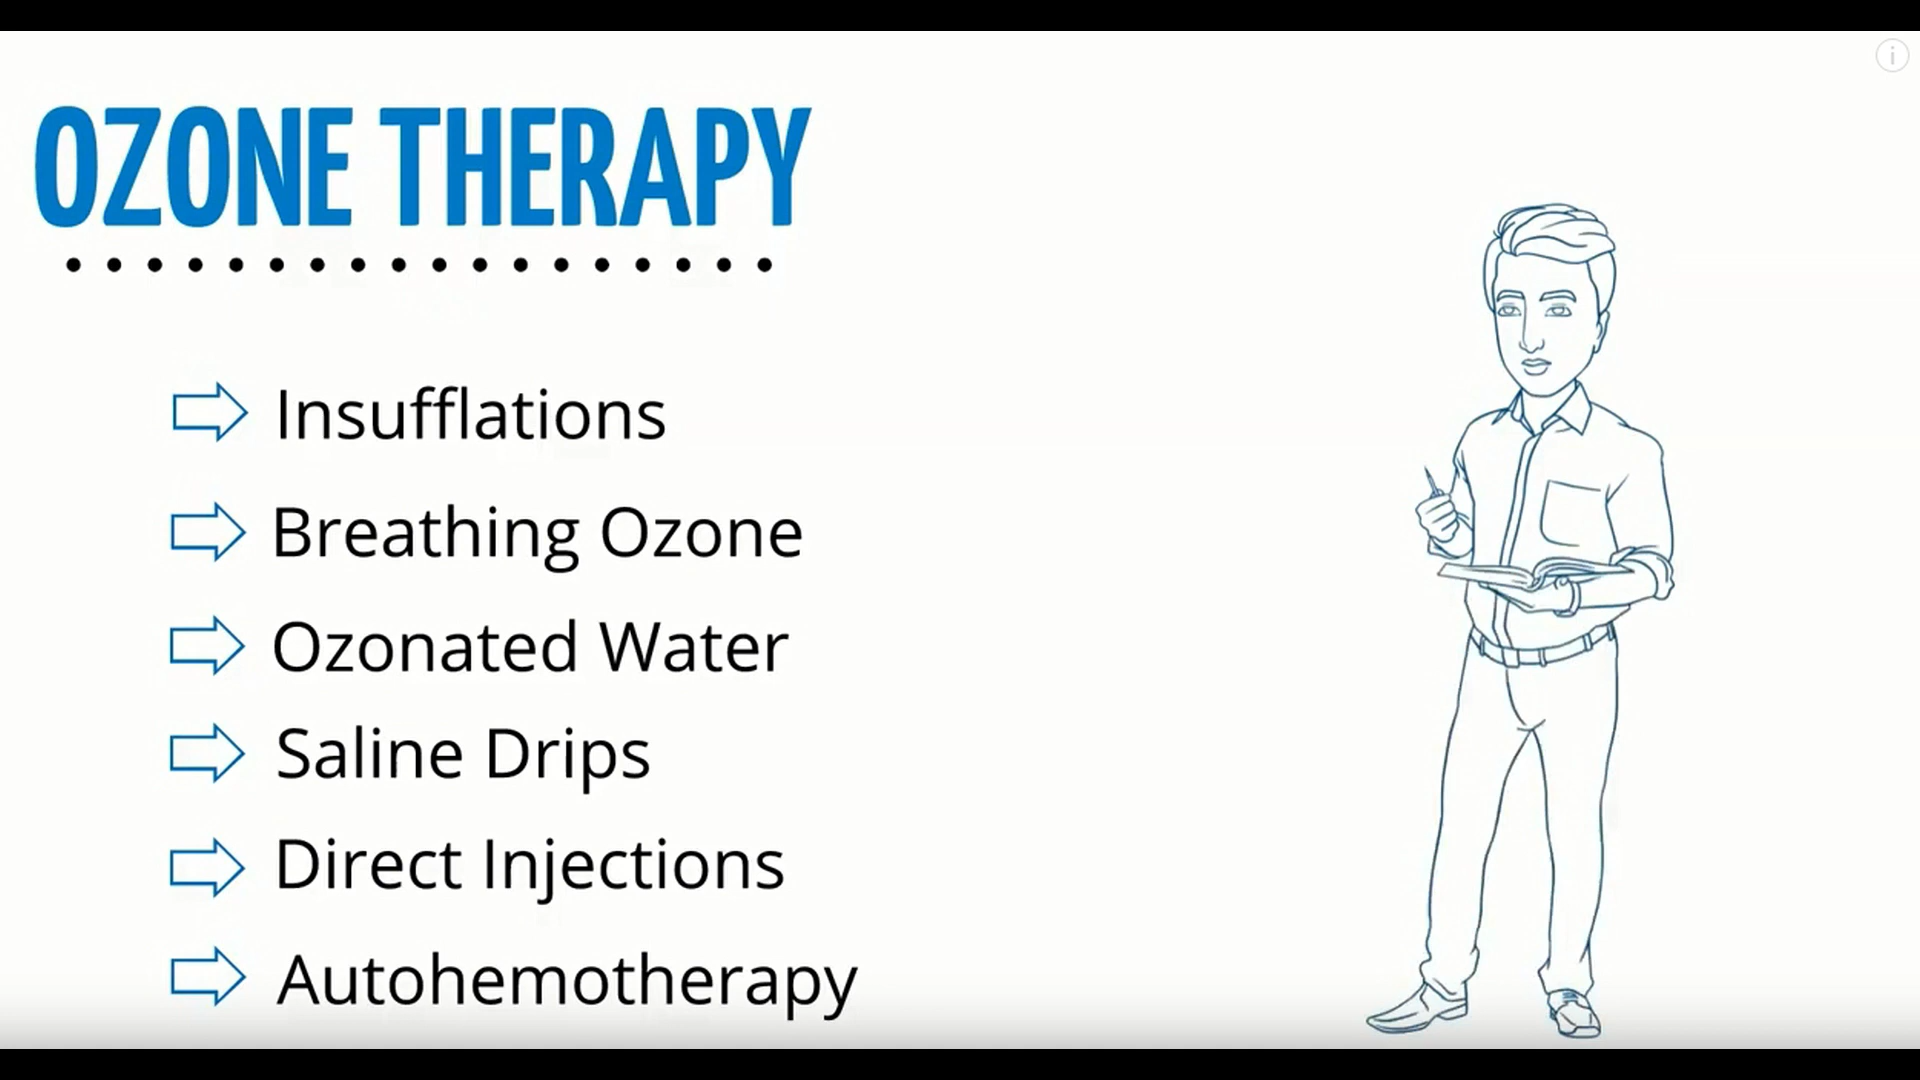 OZONE THERAPY
Insufflations
Breathing Ozone
Ozonated Water
Saline Drips
Direct Injections
Autohemotherapy